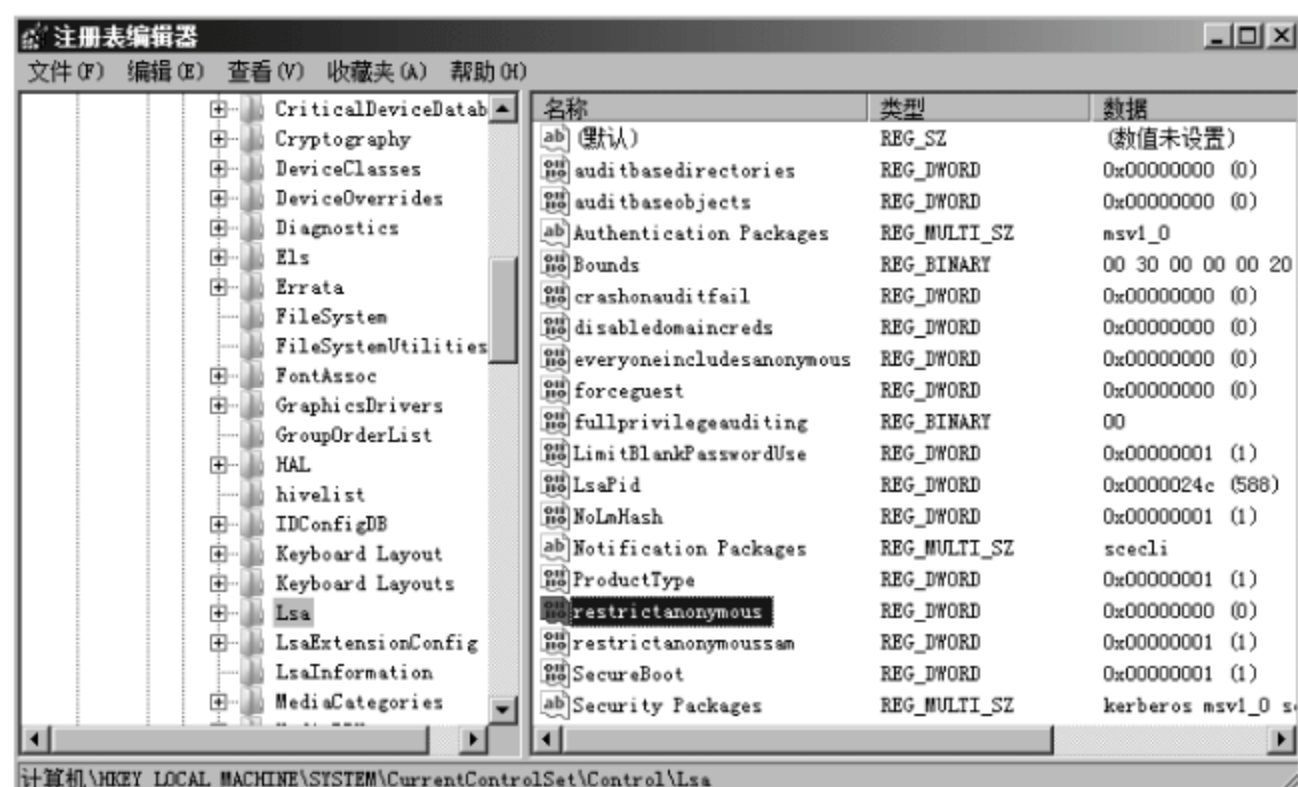 注册表编辑器
文件(F) 编辑(E) 查看(V) 收藏夹(A) 帮助(H)
CriticalDeviceDatab
Cryptography
DeviceClasses
DeviceOverrides
Diagnostics
Els
Errata
FileSystem
FileSystemUtilities
FontAssoc
GraphicsDrivers
GroupOrderList
HAL
hivelist
IDConfigDB
Keyboard Layout
Keyboard Layouts
Lsa
LsaExtensionConfig
LsaInformation
MediaCategories
名称 类型 数据
(默认) REG_SZ (数值未设置)
auditbasedirectories REG_DWORD 0x00000000 (0)
auditbaseobjects REG_DWORD 0x00000000 (0)
Authentication Packages REG_MULTI_SZ msv1_0
Bounds REG_BINARY 00 30 00 00 00 20
crashonauditfail REG_DWORD 0x00000000 (0)
disabledomaincreds REG_DWORD 0x00000000 (0)
everyoneincludesanonymous REG_DWORD 0x00000000 (0)
forceguest REG_DWORD 0x00000000 (0)
fullprivilegeauditing REG_BINARY 00
LimitBlankPasswordUse REG_DWORD 0x00000001 (1)
LsaPid REG_DWORD 0x0000024c (588)
NoLmHash REG_DWORD 0x00000001 (1)
Notification Packages REG_MULTI_SZ scecli
ProductType REG_DWORD 0x00000001 (1)
restrictanonymous REG_DWORD 0x00000000 (0)
restrictanonymoussam REG_DWORD 0x00000001 (1)
SecureBoot REG_DWORD 0x00000001 (1)
Security Packages REG_MULTI_SZ kerberos msv1_0 s
计算机\HKEY_LOCAL_MACHINE\SYSTEM\CurrentControlSet\Control\Lsa